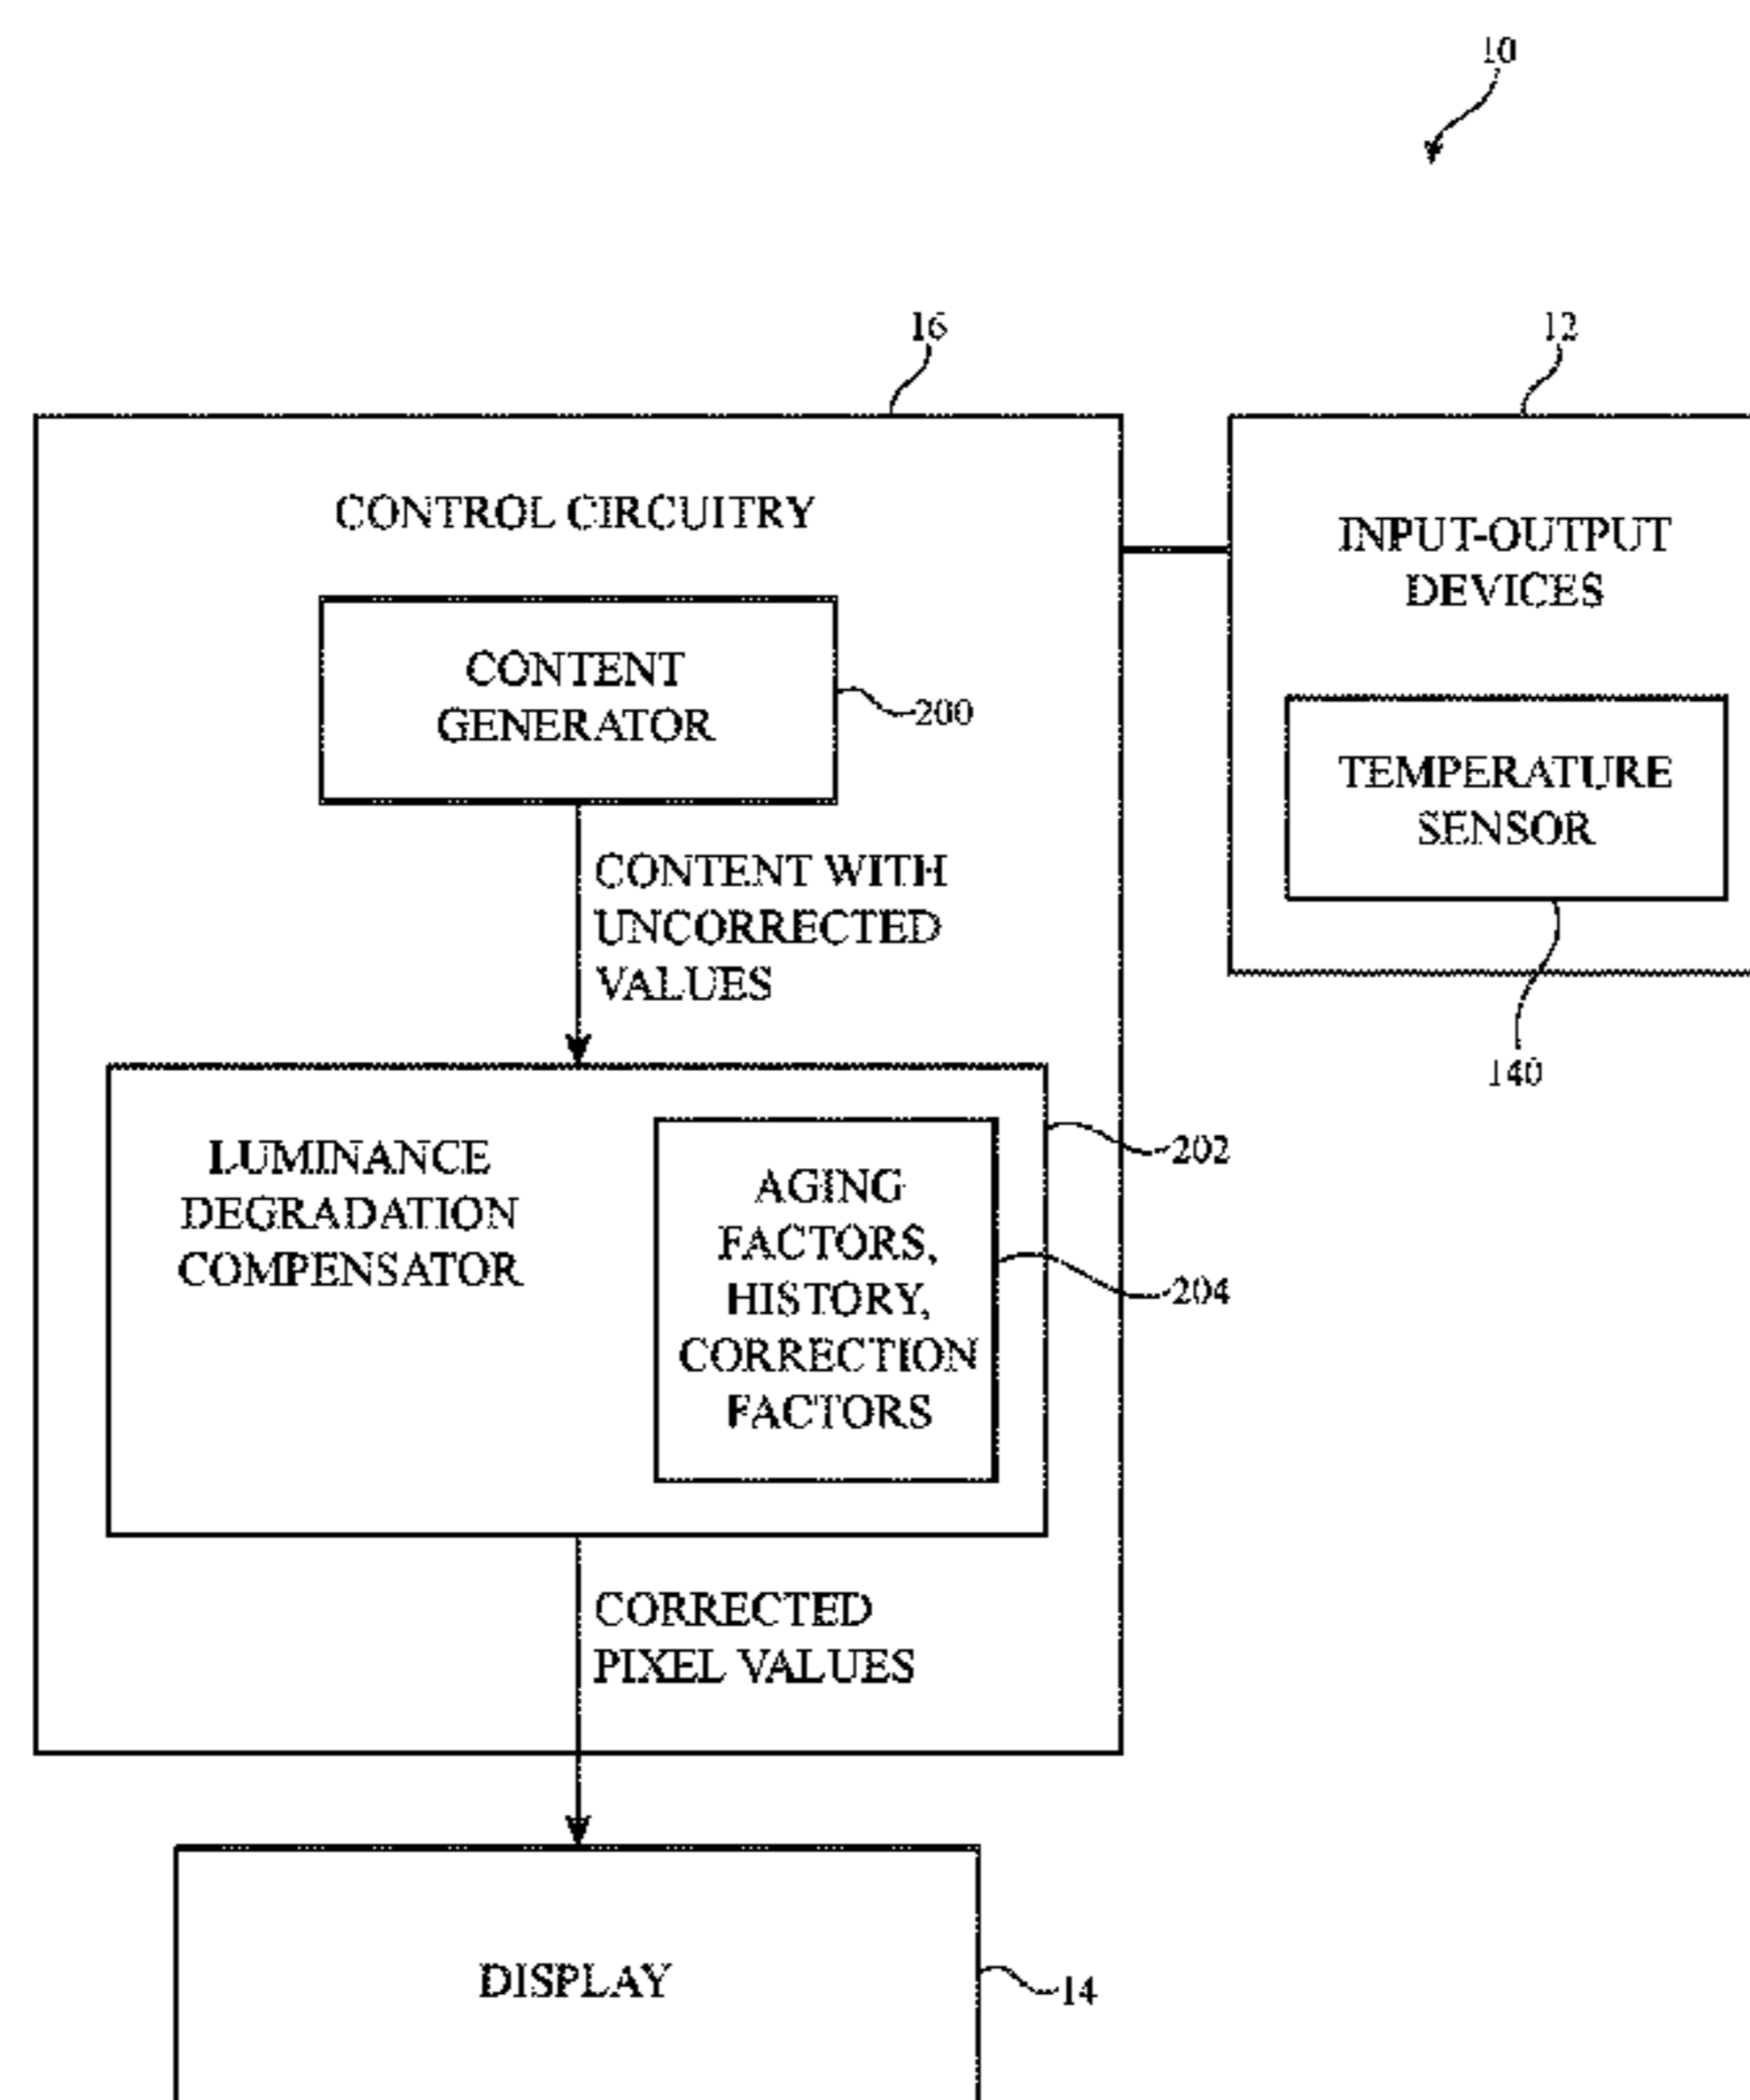 10
16
12
CONTROL CIRCUITRY
INPUT-OUTPUT
DEVICES
CONTENT
GENERATOR
200
TEMPERATURE
SENSOR
140
CONTENT WITH
UNCORRECTED
VALUES
LUMINANCE
DEGRADATION
COMPENSATOR
202
AGING
FACTORS,
HISTORY,
CORRECTION
FACTORS
204
CORRECTED
PIXEL VALUES
DISPLAY
14